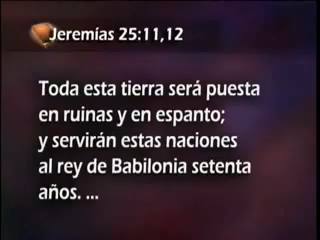 Jeremías 25:11,12
Toda esta tierra será puesta
en ruinas y en espanto;
y servirán estas naciones
al rey de Babilonia setenta
años. ...